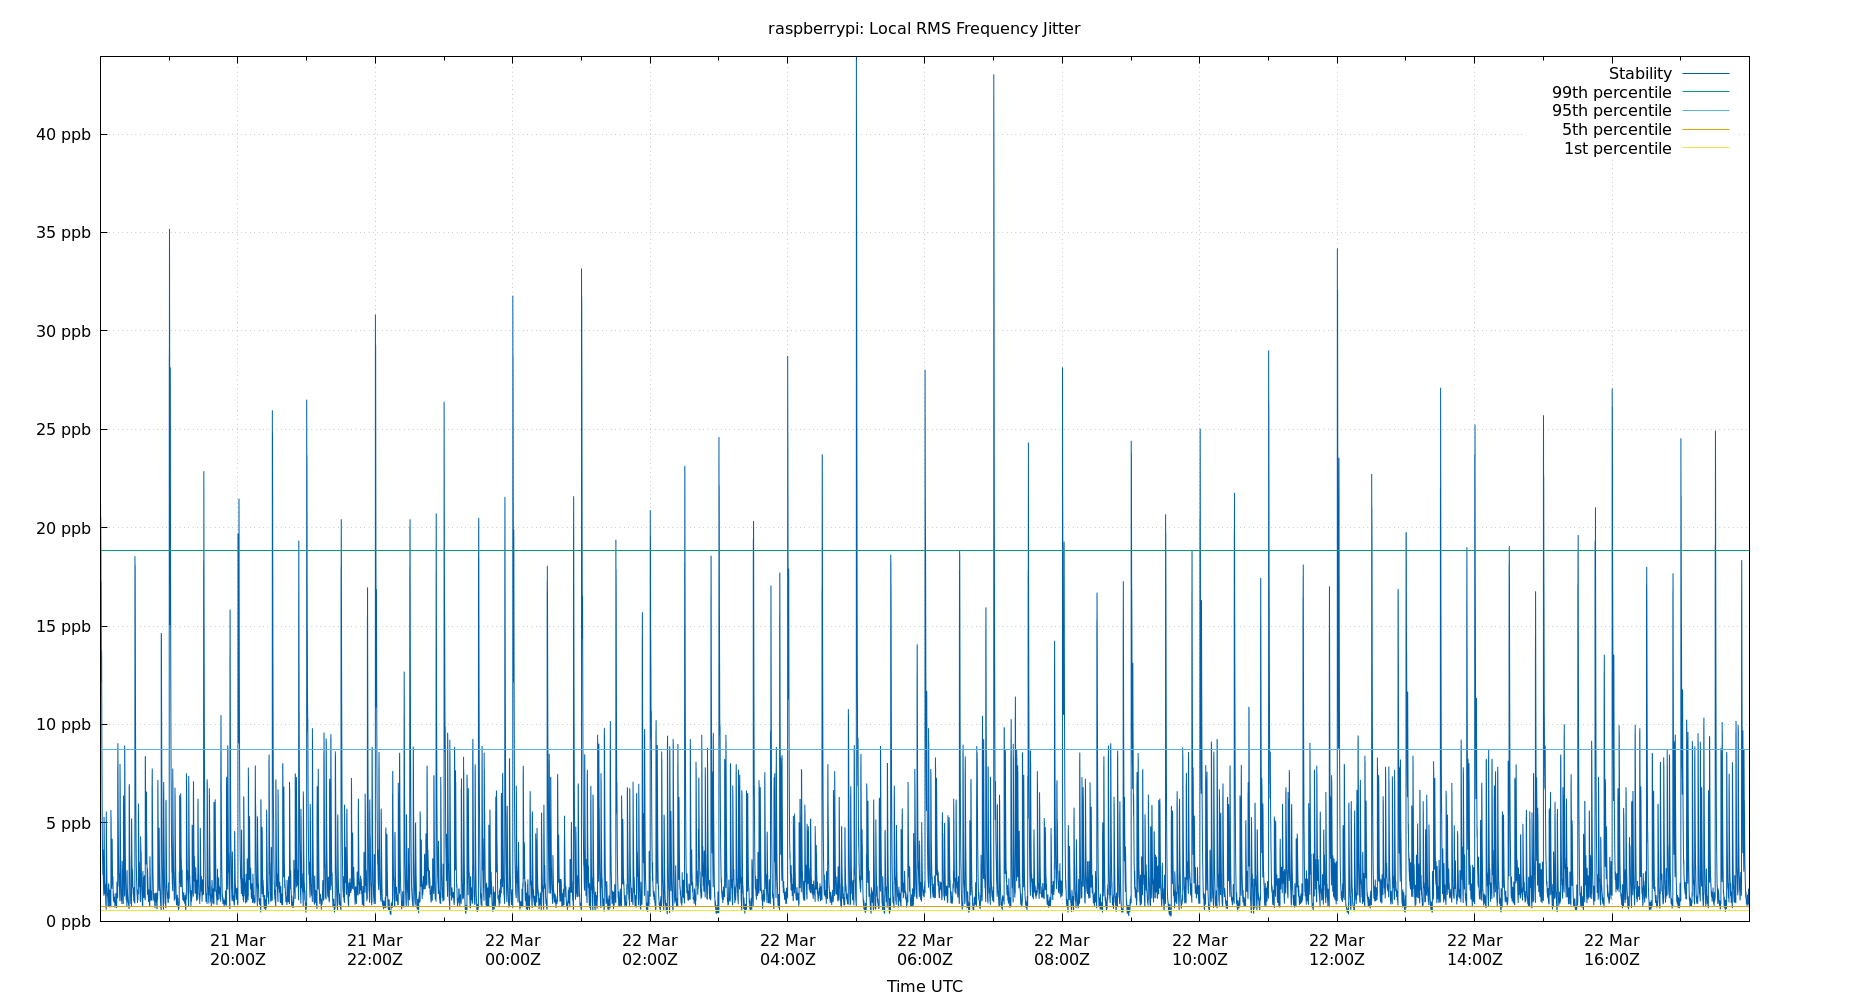 raspberrypi: Local RMS Frequency Jitter
Stability
99th percentile
95th percentile
5th percentile
1st percentile
40 ppb
35 ppb
30 ppb
25 ppb
20 ppb
15 ppb
10 ppb
5 ppb
0 ppb
21 Mar 21 Mar 22 Mar 22 Mar 22 Mar 22 Mar 22 Mar 22 Mar 22 Mar 22 Mar 22 Mar
20:00Z 22:00Z 00:00Z 02:00Z 04:00Z 06:00Z 08:00Z 10:00Z 12:00Z 14:00Z 16:00Z
Time UTC